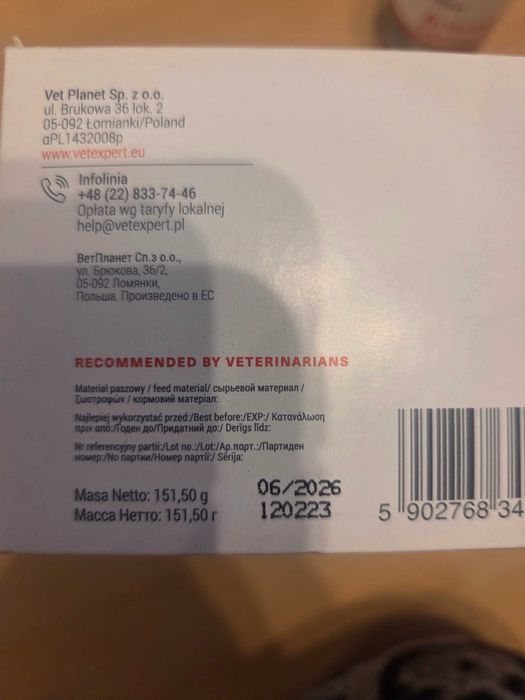 Vet Planet Sp. z o.o.
ul. Brukowa 36 lok. 2
05-092 Łomianki/Poland
αPL1432008p
www.vetexpert.eu
Infolinia
+48 (22) 833-74-46
Opłata wg taryfy lokalnej
help@vetexpert.pl
ВетПланет Сп.з о.о.,
ул. Брюкова, 36/2,
05-092 Ломянки,
Польша. Произведено в ЕС
RECOMMENDED BY VETERINARIANS
Materiał paszowy / feed material/ сырьевой материал /
ζωοτροφών / кормовий матеріал:
Najlepiej wykorzystać przed:/Best before:/EXP:/ Κατανάλωση
πριν από:/Годен до:/Придатний до:/ Derīgs līdz:
Nr referencyjny partii:/Lot no.:/Lot:/Αρ.παρτ.:/Партиден
номер:/No партии/Номер партії:/ Sērija:
Masa Netto: 151,50 g
Масса Нетто: 151,50 г
06/2026
120223
5 902768 34